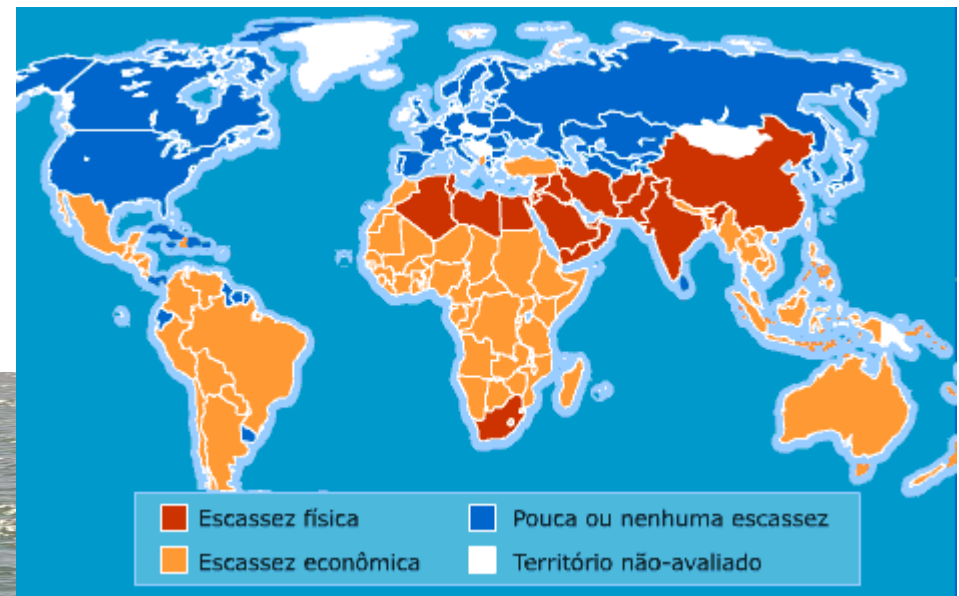 Escassez física
Pouca ou nenhuma escassez
Escassez econômica
Território não-avaliado